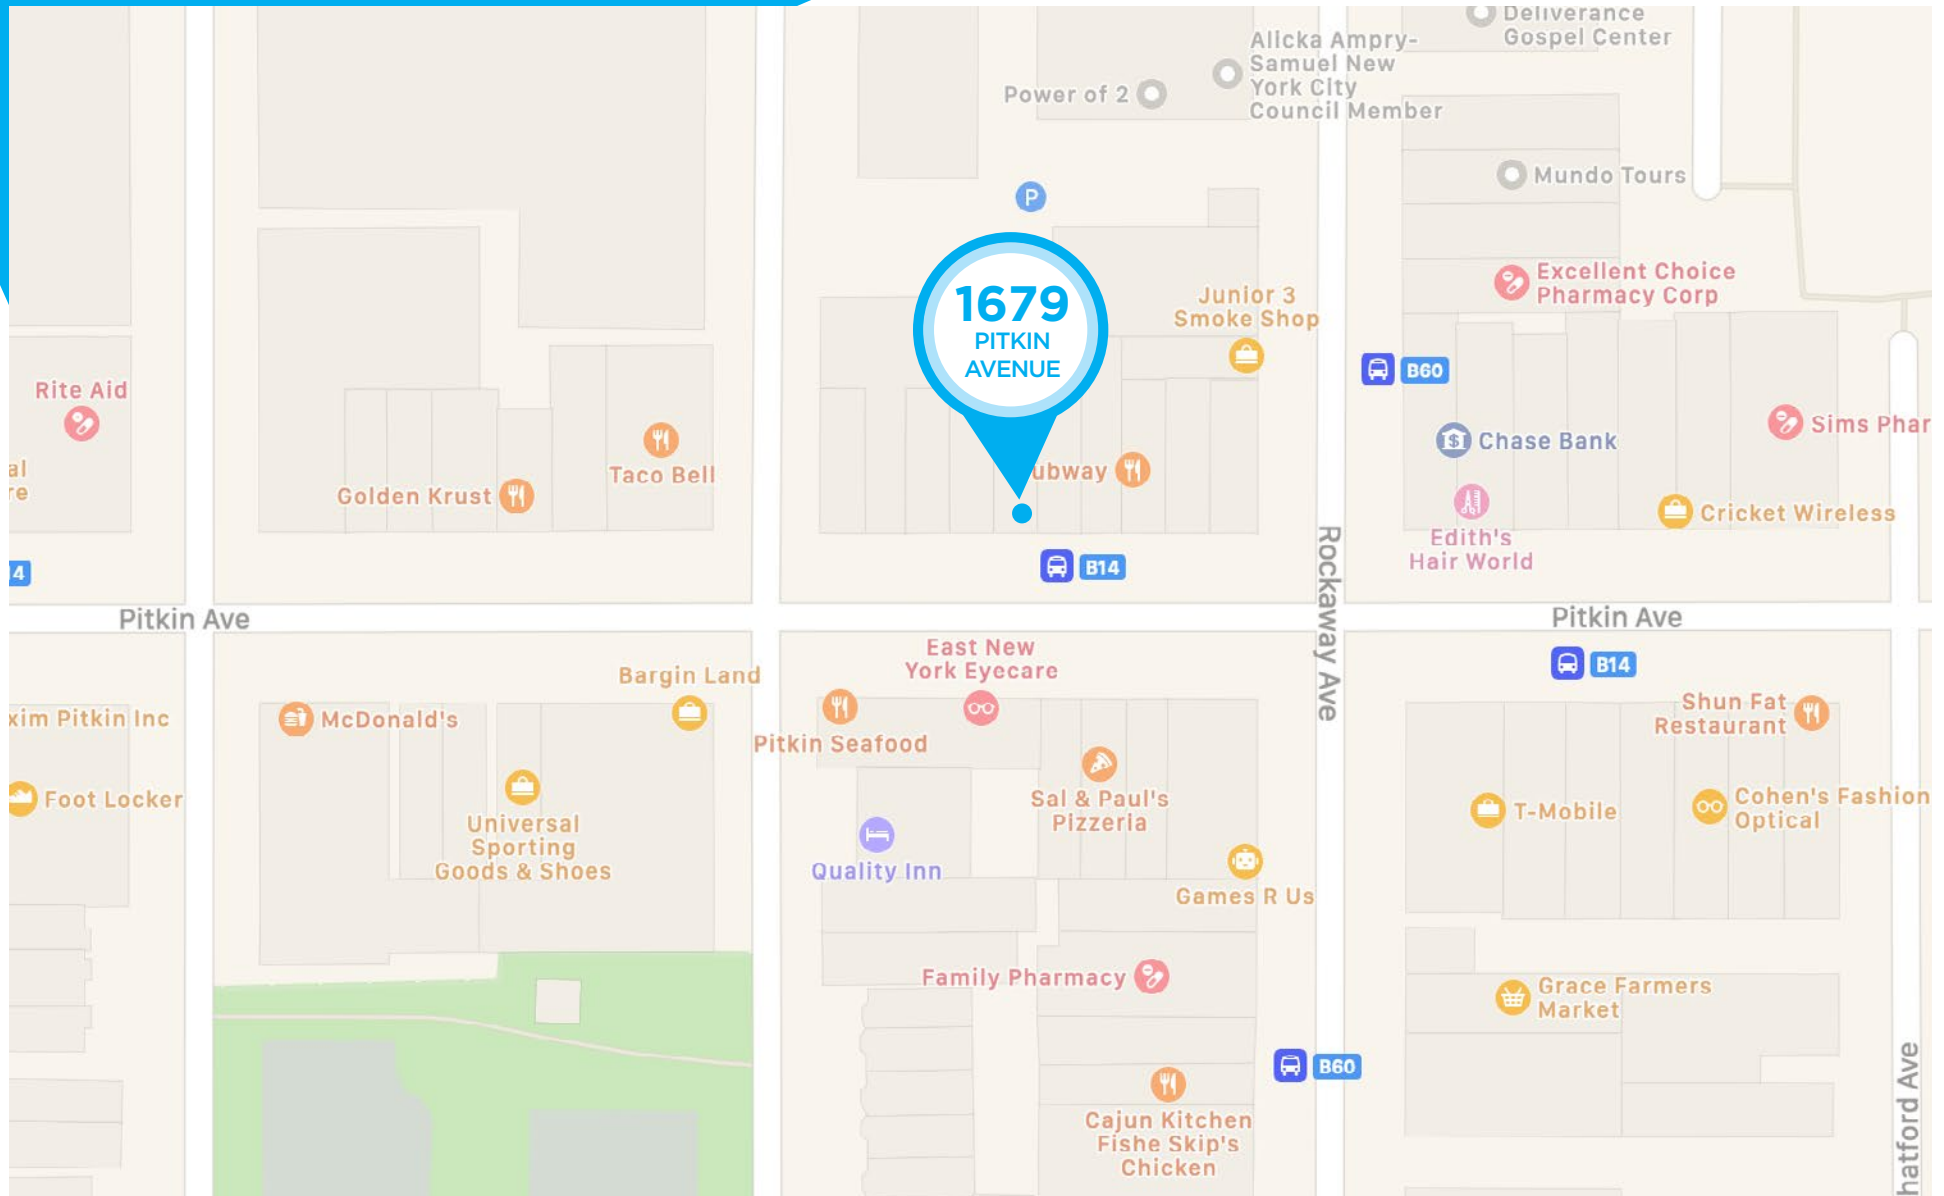 Deliverance
Gospel Center
Alicka Ampry-
Samuel New
York City
Council Member
Power of 2
Mundo Tours
P
1679
PITKIN
AVENUE
Junior 3
Smoke Shop
Excellent Choice
Pharmacy Corp
B60
Rite Aid
Taco Bell
Golden Krust
ubway
Chase Bank
Sims Phar
al
re
Edith's
Hair World
Cricket Wireless
14
B14
Rockaway Ave
Pitkin Ave
Pitkin Ave
East New
York Eyecare
B14
Bargin Land
xim Pitkin Inc
McDonald's
Pitkin Seafood
Shun Fat
Restaurant
Foot Locker
Universal
Sporting
Goods & Shoes
Sal & Paul's
Pizzeria
T-Mobile
Cohen's Fashion
Optical
Quality Inn
Games R Us
Family Pharmacy
Grace Farmers
Market
B60
Cajun Kitchen
Fishe Skip's
Chicken
hatford Ave